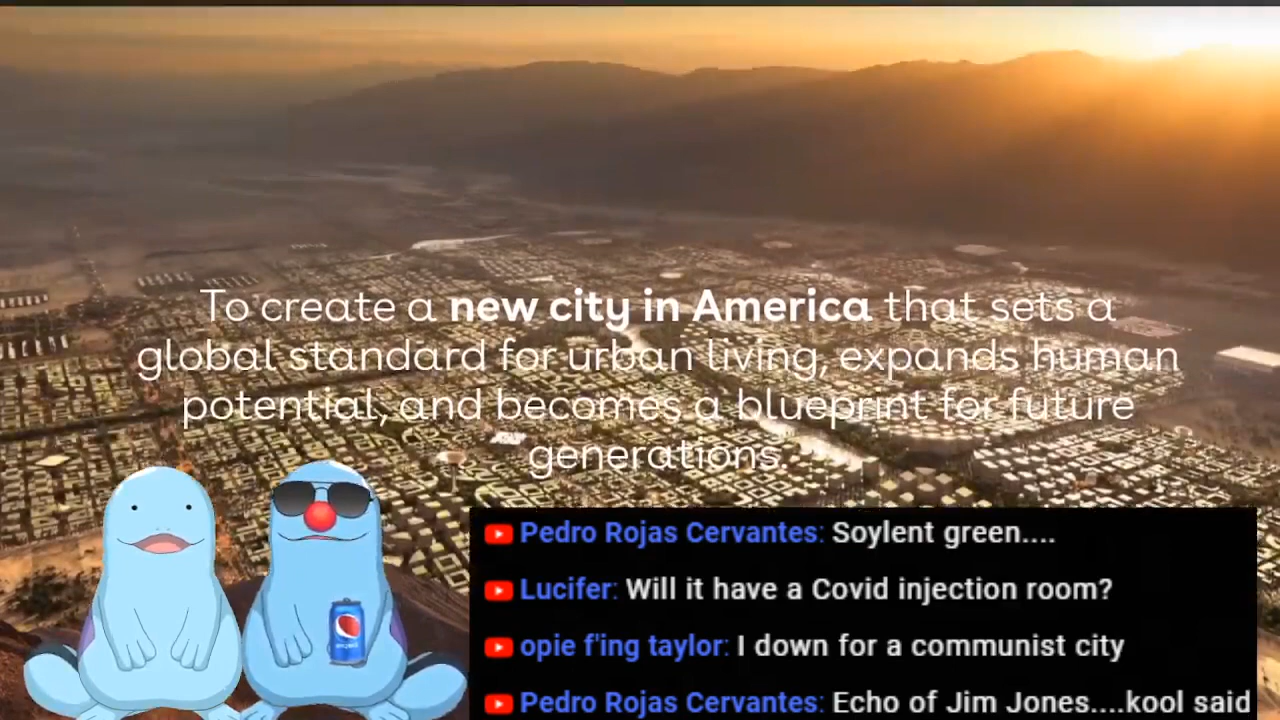 To create a new city in America that sets a
global standard for urban living, expands human
potential, and becomes a blueprint for future
generations.
Pedro Rojas Cervantes: Soylent green....
Lucifer: Will it have a Covid injection room?
opie f'ing taylor: I down for a communist city
Pedro Rojas Cervantes: Echo of Jim Jones....kool said